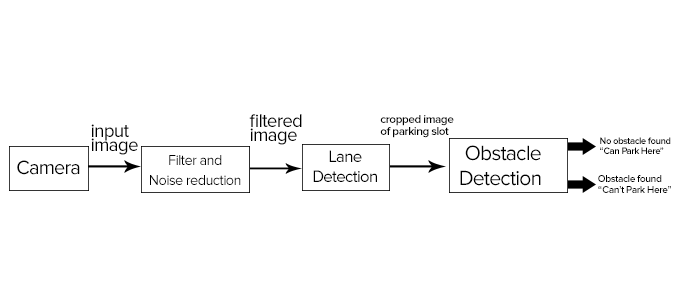 input
image
Camera
Filter and
Noise reduction
filtered
image
Lane
Detection
cropped image
of parking slot
Obstacle
Detection
No obstacle found
“Can Park Here”
Obstacle found
“Can't Park Here”